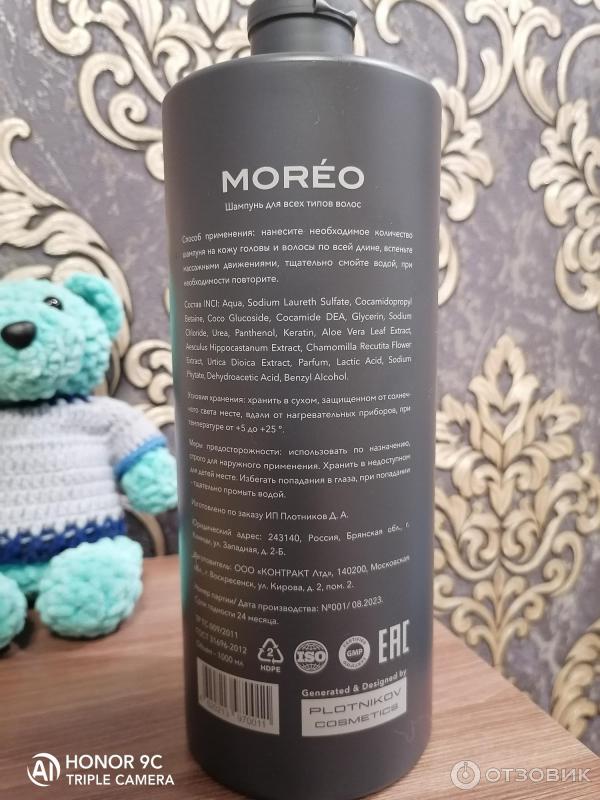 MORÉO
Шампунь для всех типов волос
Способ применения: нанесите необходимое количество
шампуня на кожу головы и волосы по всей длине, вспеньте
массажными движениями, тщательно смойте водой, при
необходимости повторите.
Состав INCI: Aqua, Sodium Laureth Sulfate, Cocamidopropyl
Betaine, Coco Glucoside, Cocamide DEA, Glycerin, Sodium
Chloride, Urea, Panthenol, Keratin, Aloe Vera Leaf Extract,
Aesculus Hippocastanum Extract, Chamomilla Recutita Flower
Extract, Urtica Dioica Extract, Parfum, Lactic Acid, Sodium
Phytate, Dehydroacetic Acid, Benzyl Alcohol.
Условия хранения: хранить в сухом, защищенном от солнеч-
ного света месте, вдали от нагревательных приборов, при
температуре от +5 до +25 °.
Меры предосторожности: использовать по назначению,
строго для наружного применения. Хранить в недоступном
для детей месте. Избегать попадания в глаза, при попадании
- тщательно промыть водой.
Изготовлено по заказу ИП Плотников Д. А.
Юридический адрес: 243140, Россия, Брянская обл., г.
Клинцы, ул. Западная, д. 2-Б.
Изготовитель: ООО «КОНТРАКТ Лтд», 140200, Московская
обл., г. Воскресенск, ул. Кирова, д. 2, пом. 2.
Номер партии/ Дата производства: №001/ 08.2023.
Срок годности 24 месяца.
ТР ТС 009/2011
ГОСТ 31696-2012
Объем - 1000 мл
2
HDPE
ISO
CERTIFIED
GMP
QUALITY
EAC
970011
Generated & Designed by
PLOTNIKOV
COSMETICS
AI HONOR 9C
TRIPLE CAMERA
ОТЗОВИК